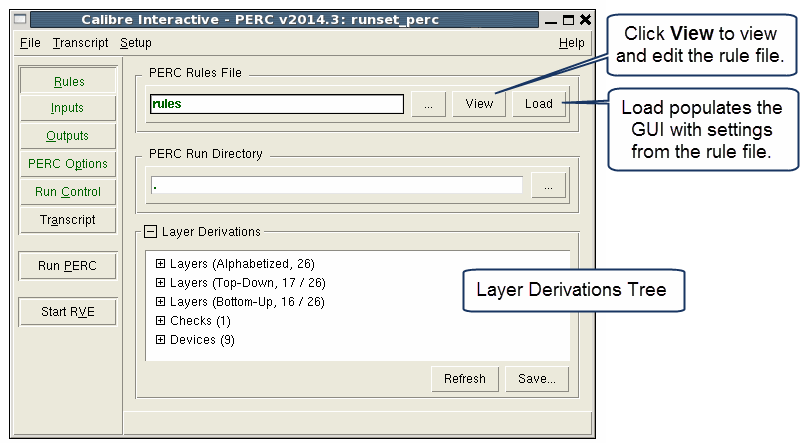 Calibre Interactive - PERC v2014.3: runset_perc
File Transcript Setup Help
Rules
Inputs
Outputs
PERC Options
Run Control
Transcript
Run PERC
Start RVE
PERC Rules File
rules ... View Load
PERC Run Directory
. ...
Layer Derivations
Layers (Alphabetized, 26)
Layers (Top-Down, 17 / 26)
Layers (Bottom-Up, 16 / 26)
Checks (1)
Devices (9)
Refresh Save...
Click View to view
and edit the rule file.
Load populates the
GUI with settings
from the rule file.
Layer Derivations Tree